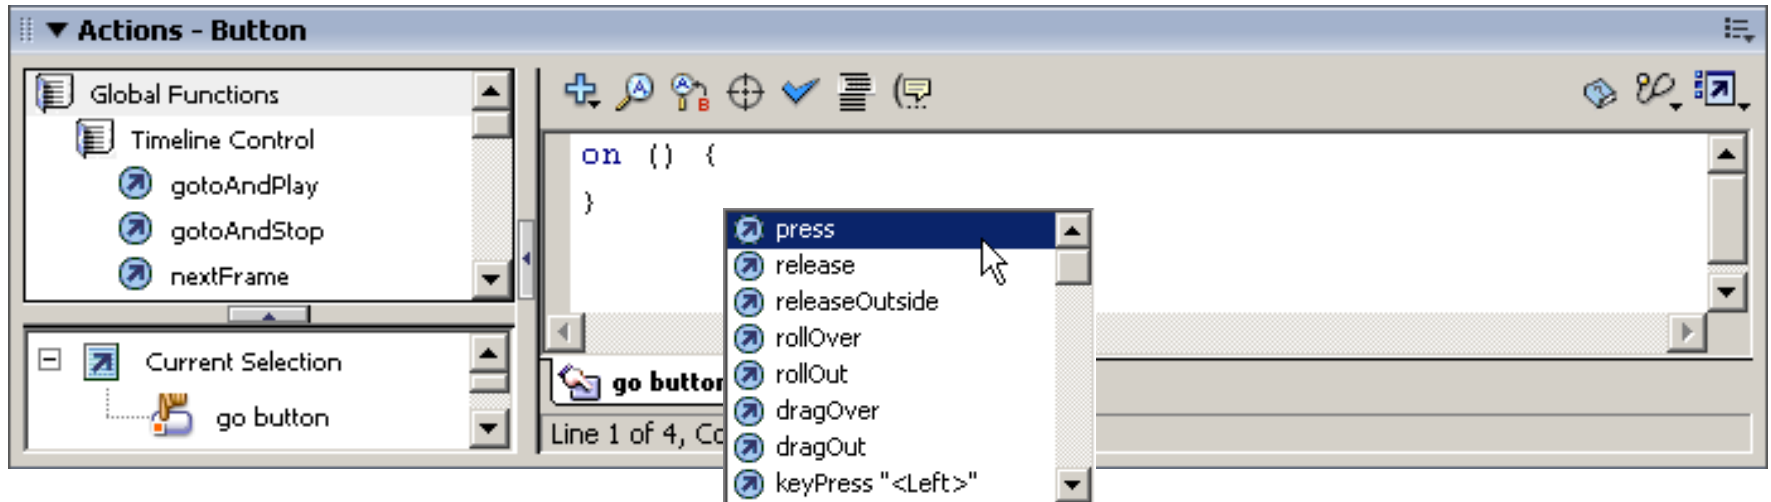 Actions - Button
Global Functions
Timeline Control
gotoAndPlay
gotoAndStop
nextFrame
Current Selection
go button
on () {
}
press
release
releaseOutside
rollOver
rollOut
dragOver
dragOut
keyPress "<Left>"
go button
Line 1 of 4, Co